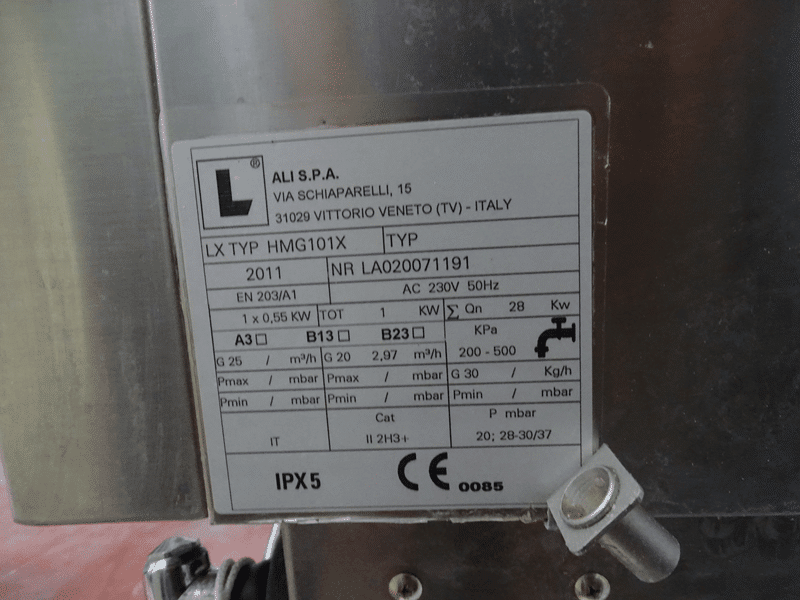 L ®
ALI S.P.A.
VIA SCHIAPARELLI, 15
31029 VITTORIO VENETO (TV) - ITALY
LX TYP HMG101X TYP
2011 NR LA020071191
EN 203/A1 AC 230V 50Hz
1 x 0,55 KW TOT 1 KW Σ Qn 28 Kw
A3 □ B13 □ B23 □ KPa
G 25 / m³/h G 20 2,97 m³/h 200 - 500
Pmax / mbar Pmax / mbar G 30 / Kg/h
Pmin / mbar Pmin / mbar Pmin / mbar
Cat P mbar
IT II 2H3+ 20; 28-30/37
IPX5 CE 0085